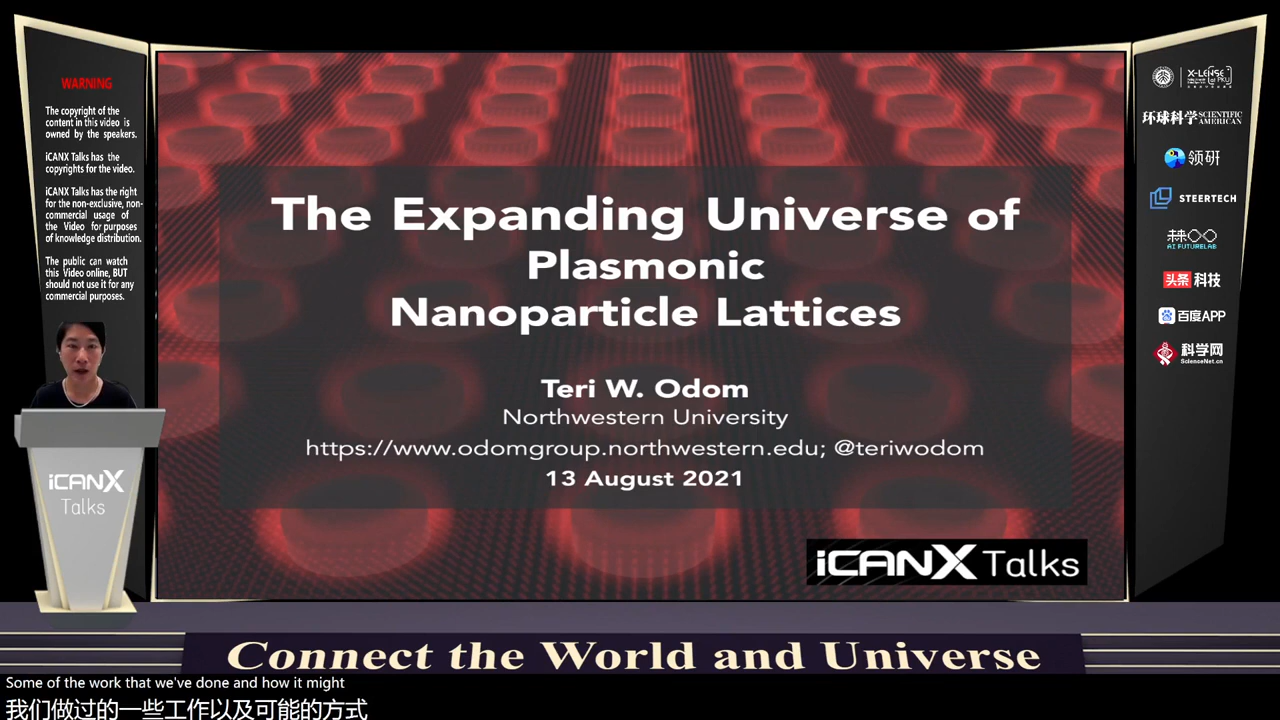 WARNING
The copyright of the
content in this video is
owned by the speakers.
iCANX Talks has the
copyrights for the video.
iCANX Talks has the right
for the non-exclusive, non-
commercial usage of
the Video for purposes
of knowledge distribution.
The public can watch
this Video online, BUT
should not use it for any
commercial purposes.
iCANX
Talks
The Expanding Universe of
Plasmonic
Nanoparticle Lattices
Teri W. Odom
Northwestern University
https://www.odomgroup.northwestern.edu; @teriwodom
13 August 2021
iCANX Talks
X-LENSE
环球科学 SCIENTIFIC AMERICAN
领研
STEERTECH
AI FUTURELAB
头条 科技
百度APP
科学网
ScienceNet.cn
Connect the World and Universe
Some of the work that we've done and how it might
我们做过的一些工作以及可能的方式